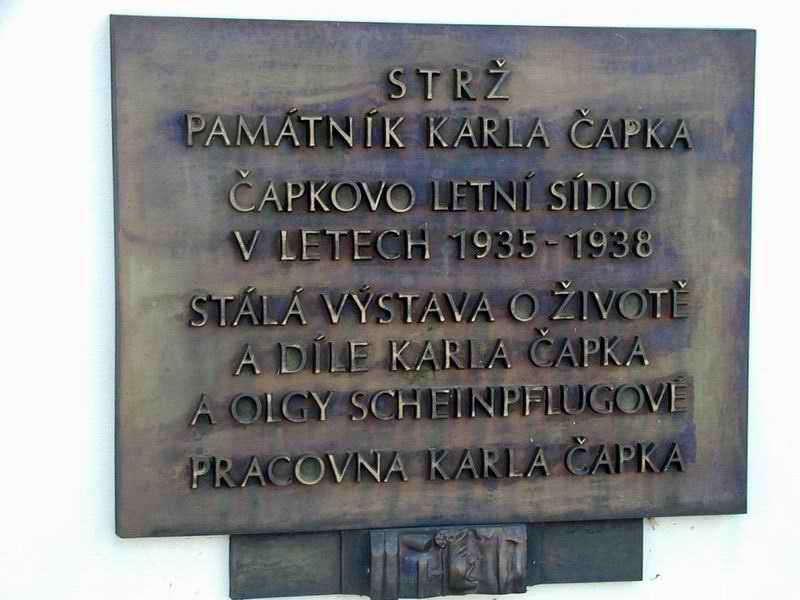 STRŽ
PAMÁTNÍK KARLA ČAPKA
ČAPKOVO LETNÍ SÍDLO
V LETECH 1935-1938
STÁLÁ VÝSTAVA O ŽIVOTĚ
A DÍLE KARLA ČAPKA
A OLGY SCHEINPFLUGOVÉ
PRACOVNA KARLA ČAPKA